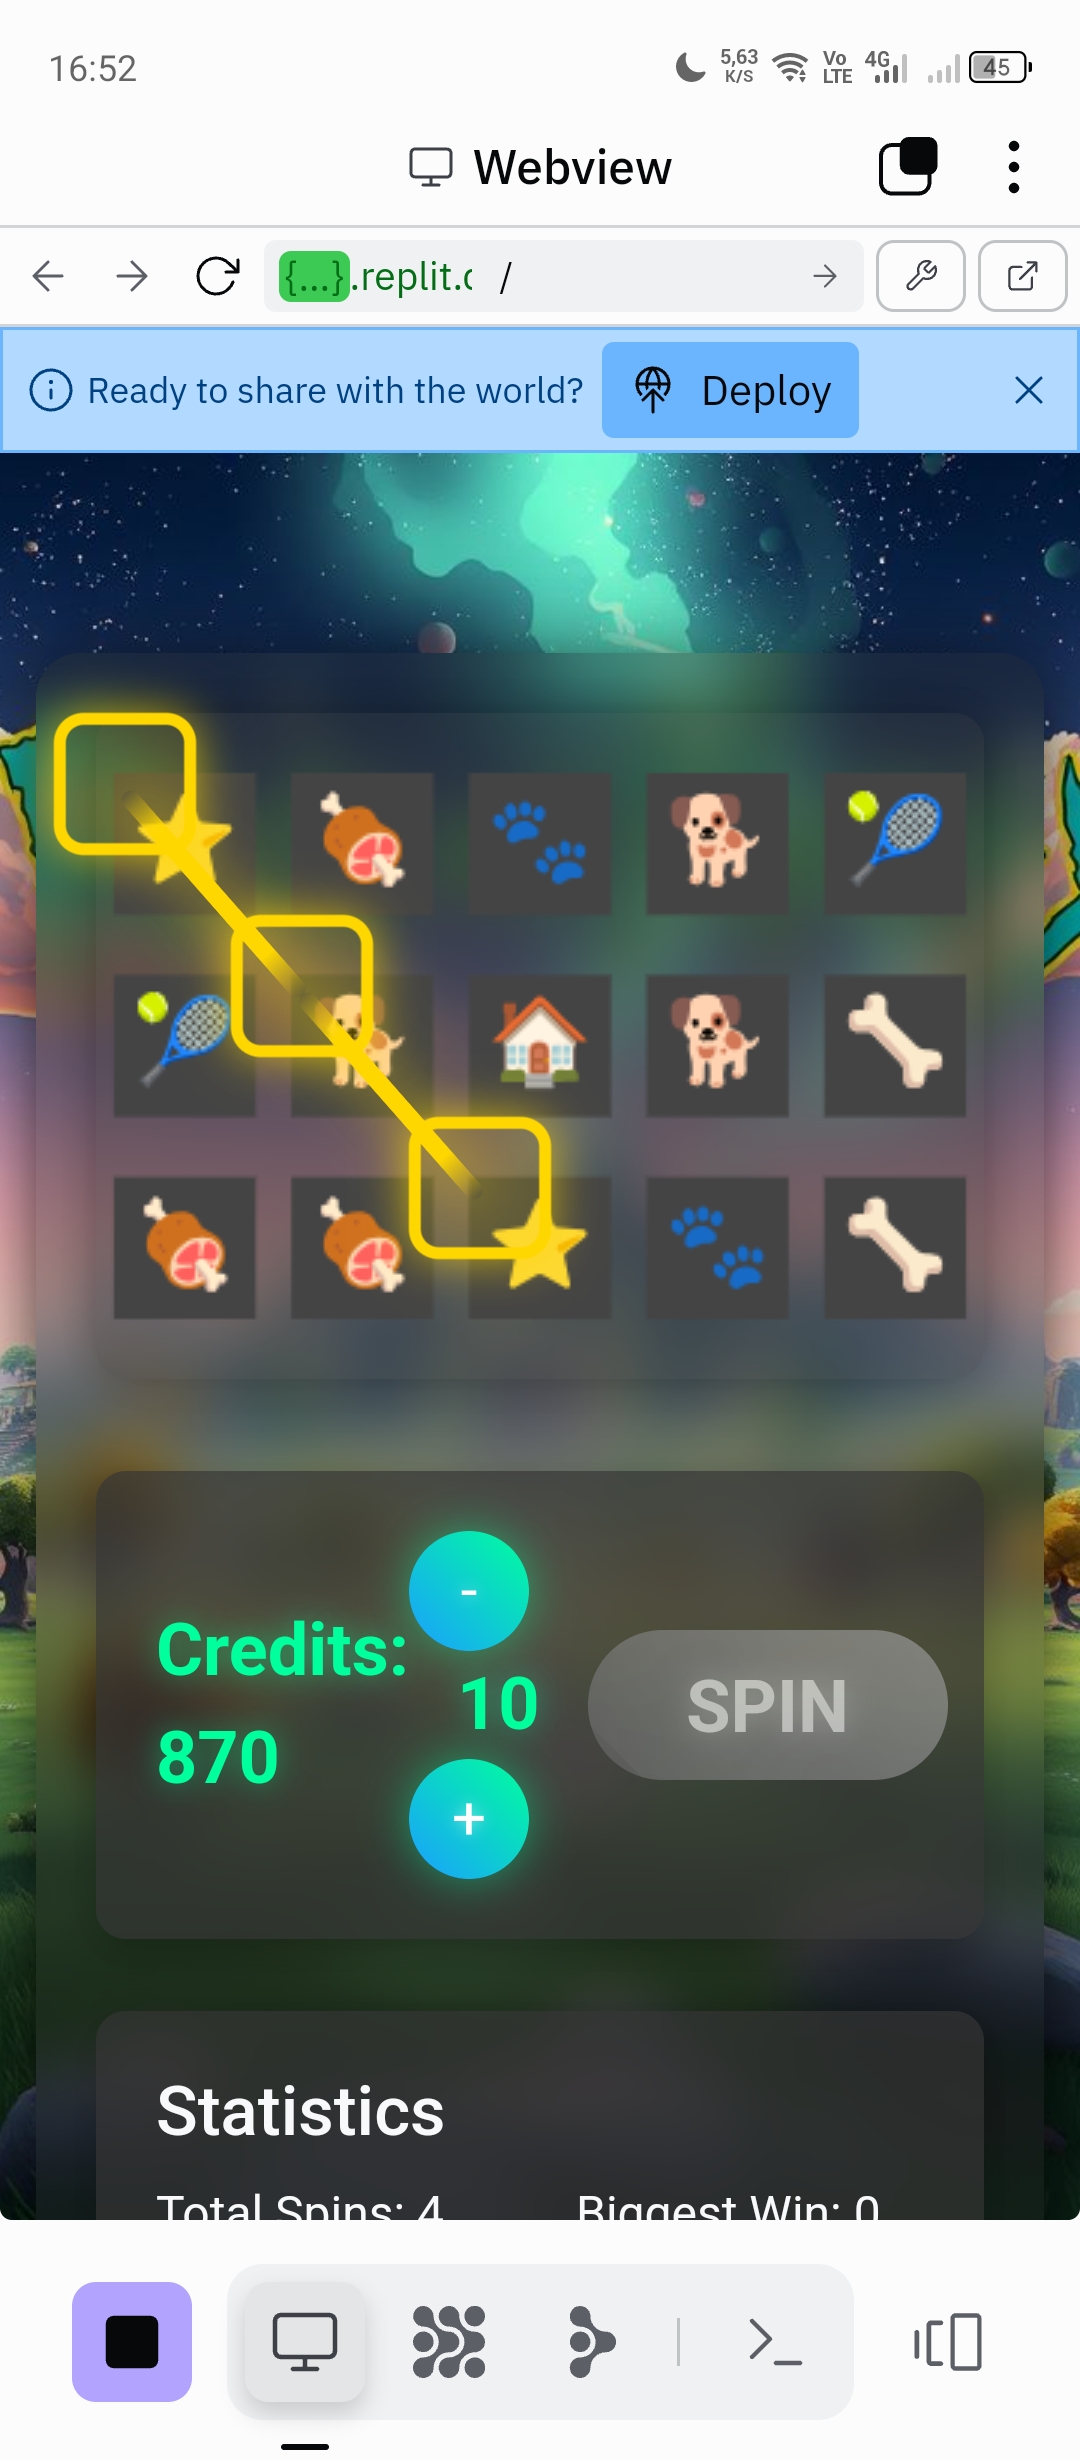 16:52
5,63
K/S
Vo
LTE
4G
45
Webview
{...}.replit.c /
Ready to share with the world?
Deploy
-
Credits:
10
SPIN
870
+
Statistics
Total Spins: 4
Biggest Win: 0